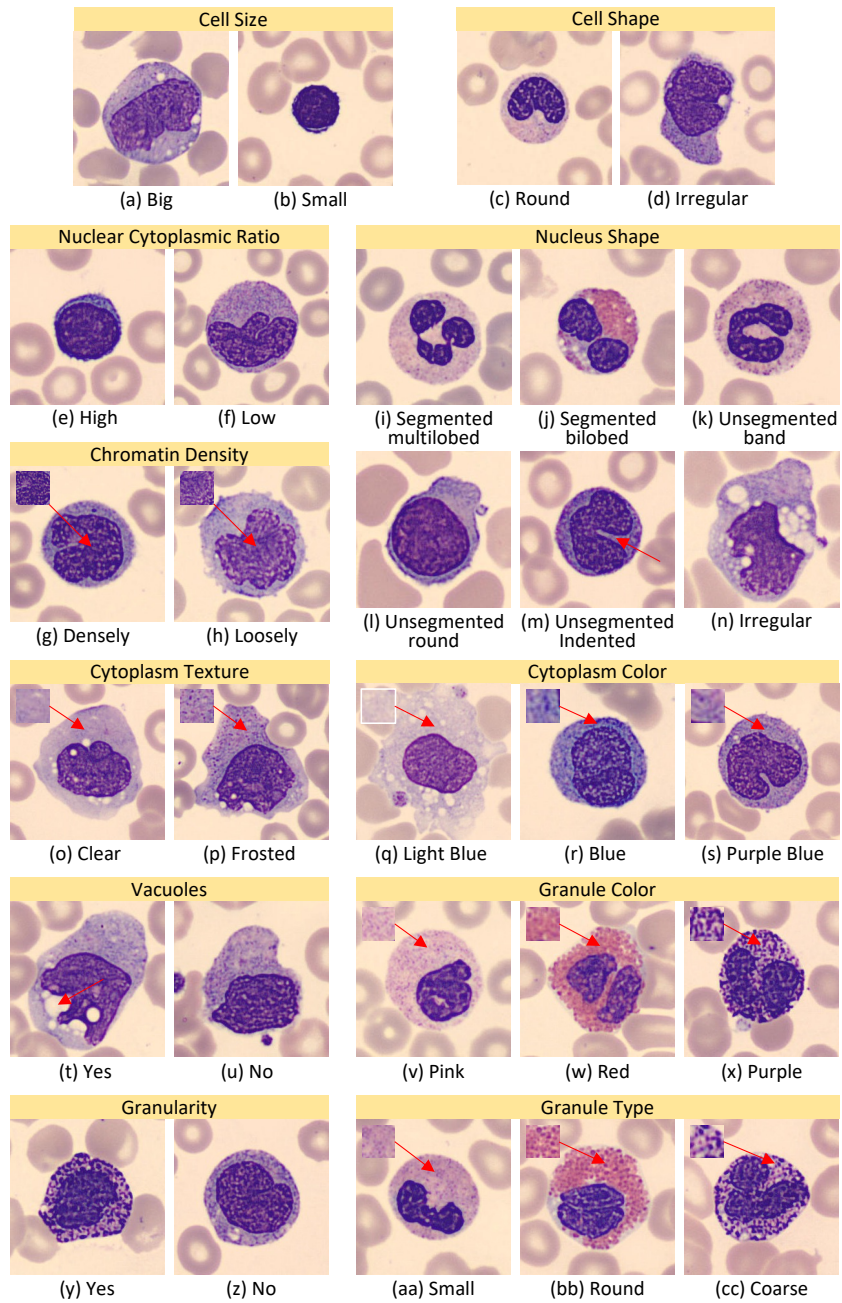 Cell Size
Cell Shape
(a) Big
(b) Small
(c) Round
(d) Irregular
Nuclear Cytoplasmic Ratio
Nucleus Shape
(e) High
(f) Low
(i) Segmented
multilobed
(j) Segmented
bilobed
(k) Unsegmented
band
Chromatin Density
(g) Densely
(h) Loosely
(l) Unsegmented
round
(m) Unsegmented
Indented
(n) Irregular
Cytoplasm Texture
Cytoplasm Color
(o) Clear
(p) Frosted
(q) Light Blue
(r) Blue
(s) Purple Blue
Vacuoles
Granule Color
(t) Yes
(u) No
(v) Pink
(w) Red
(x) Purple
Granularity
Granule Type
(y) Yes
(z) No
(aa) Small
(bb) Round
(cc) Coarse